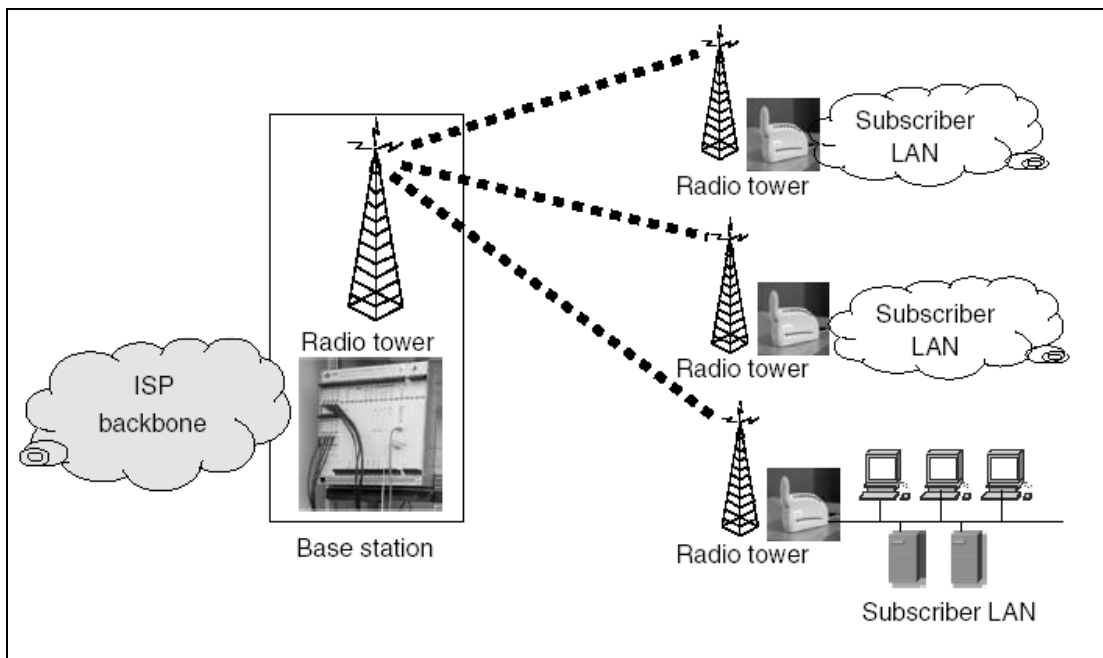 Subscriber
LAN
Radio tower
Subscriber
LAN
Radio tower
Radio tower
ISP
backbone
Base station
Radio tower
Subscriber LAN